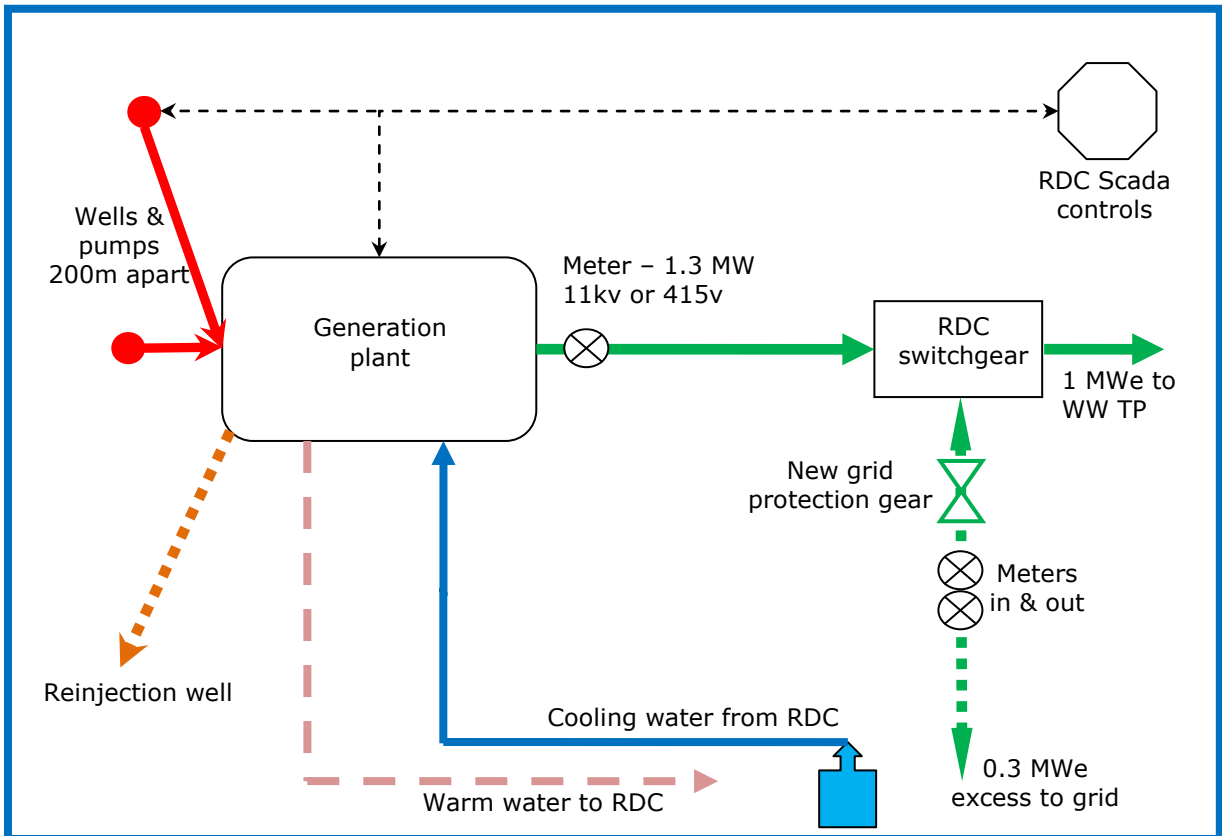 RDC Scada
controls
Wells &
pumps
200m apart
Meter – 1.3 MW
11kv or 415v
Generation
plant
RDC
switchgear
1 MWe to
WW TP
New grid
protection gear
Meters
in & out
Reinjection well
Cooling water from RDC
Warm water to RDC
0.3 MWe
excess to grid